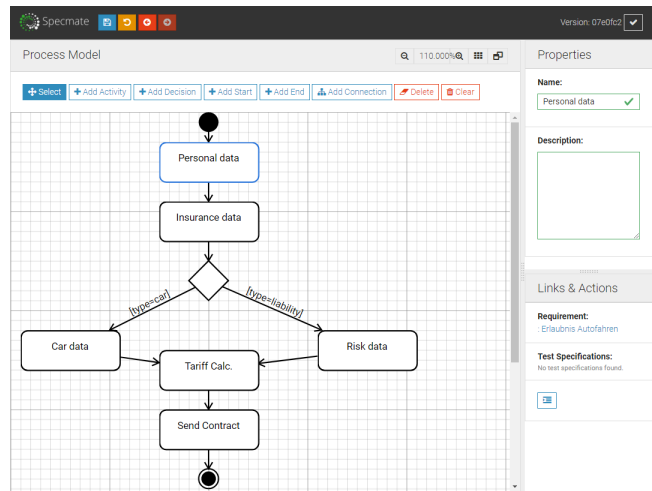 Specmate
Version: 07e0fc2
Process Model
110.000%
Properties
Select
Add Activity
Add Decision
Add Start
Add End
Add Connection
Delete
Clear
Name:
Personal data
Description:
Personal data
Insurance data
[type=car]
[type=liability]
Car data
Risk data
Tariff Calc.
Send Contract
Links & Actions
Requirement:
: Erlaubnis Autofahren
Test Specifications:
No test specifications found.